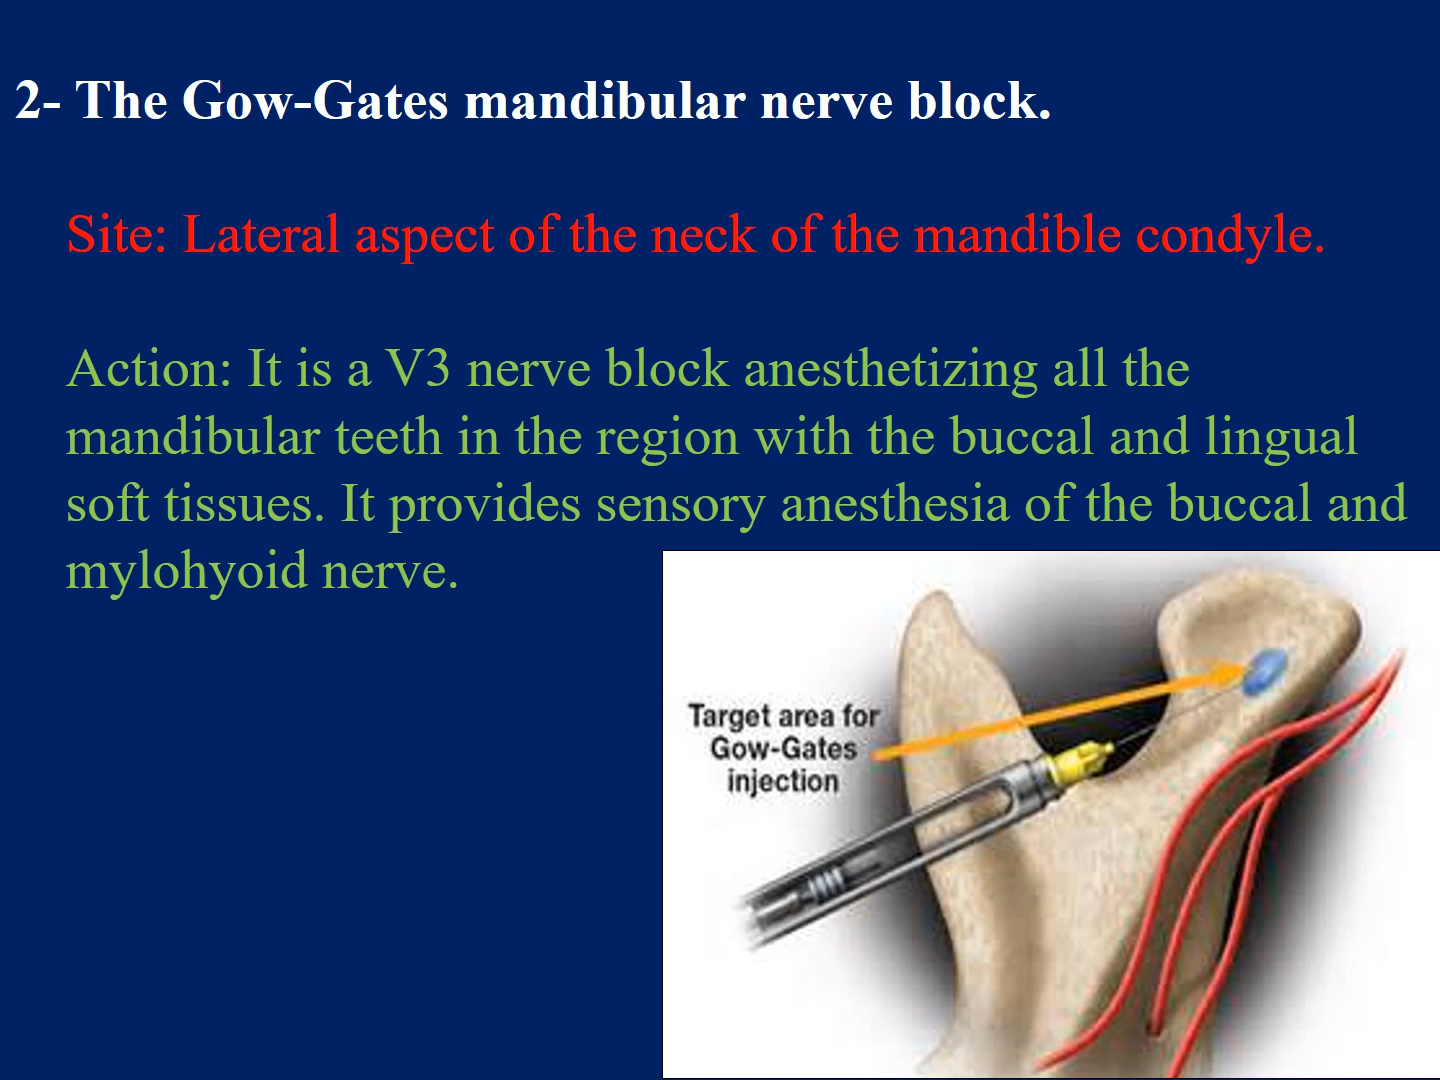 2- The Gow-Gates mandibular nerve block.
Site: Lateral aspect of the neck of the mandible condyle.
Action: It is a V3 nerve block anesthetizing all the
mandibular teeth in the region with the buccal and lingual
soft tissues. It provides sensory anesthesia of the buccal and
mylohyoid nerve.
Target area for
Gow-Gates
injection